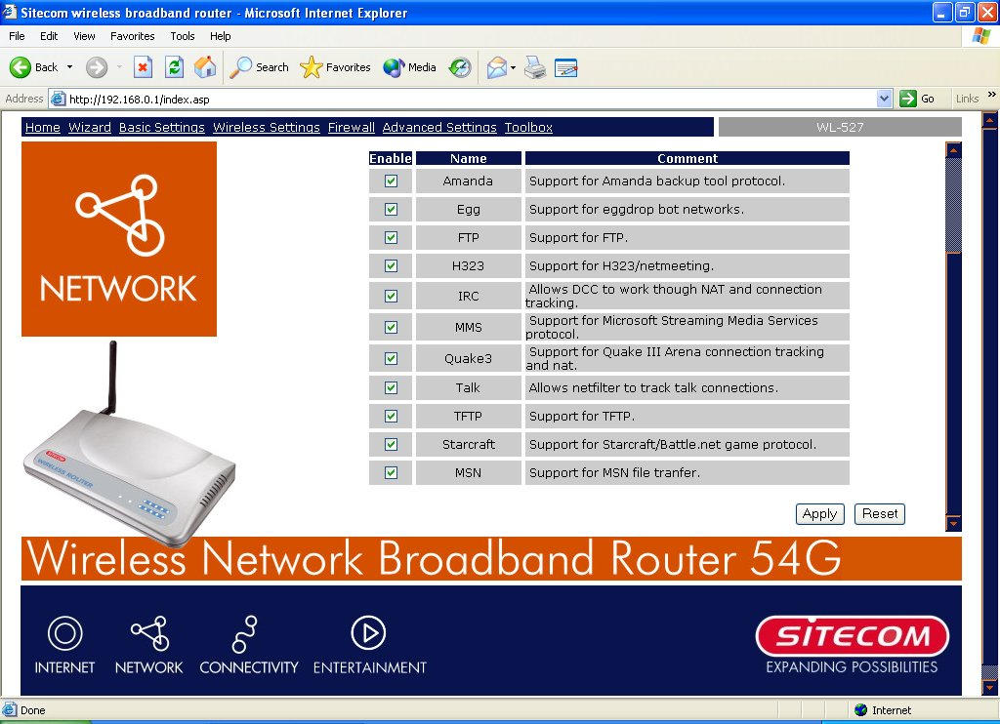 Sitecom wireless broadband router - Microsoft Internet Explorer
File Edit View Favorites Tools Help
Back Search Favorites Media
Address http://192.168.0.1/index.asp Go Links »
Home Wizard Basic Settings Wireless Settings Firewall Advanced Settings Toolbox WL-527
NETWORK
SITECOM
WIRELESS ROUTER
Enable Name Comment
Amanda Support for Amanda backup tool protocol.
Egg Support for eggdrop bot networks.
FTP Support for FTP.
H323 Support for H323/netmeeting.
IRC Allows DCC to work though NAT and connection
tracking.
MMS Support for Microsoft Streaming Media Services
protocol.
Quake3 Support for Quake III Arena connection tracking
and nat.
Talk Allows netfilter to track talk connections.
TFTP Support for TFTP.
Starcraft Support for Starcraft/Battle.net game protocol.
MSN Support for MSN file tranfer.
Apply Reset
Wireless Network Broadband Router 54G
INTERNET NETWORK CONNECTIVITY ENTERTAINMENT
SITECOM
EXPANDING POSSIBILITIES
Done Internet